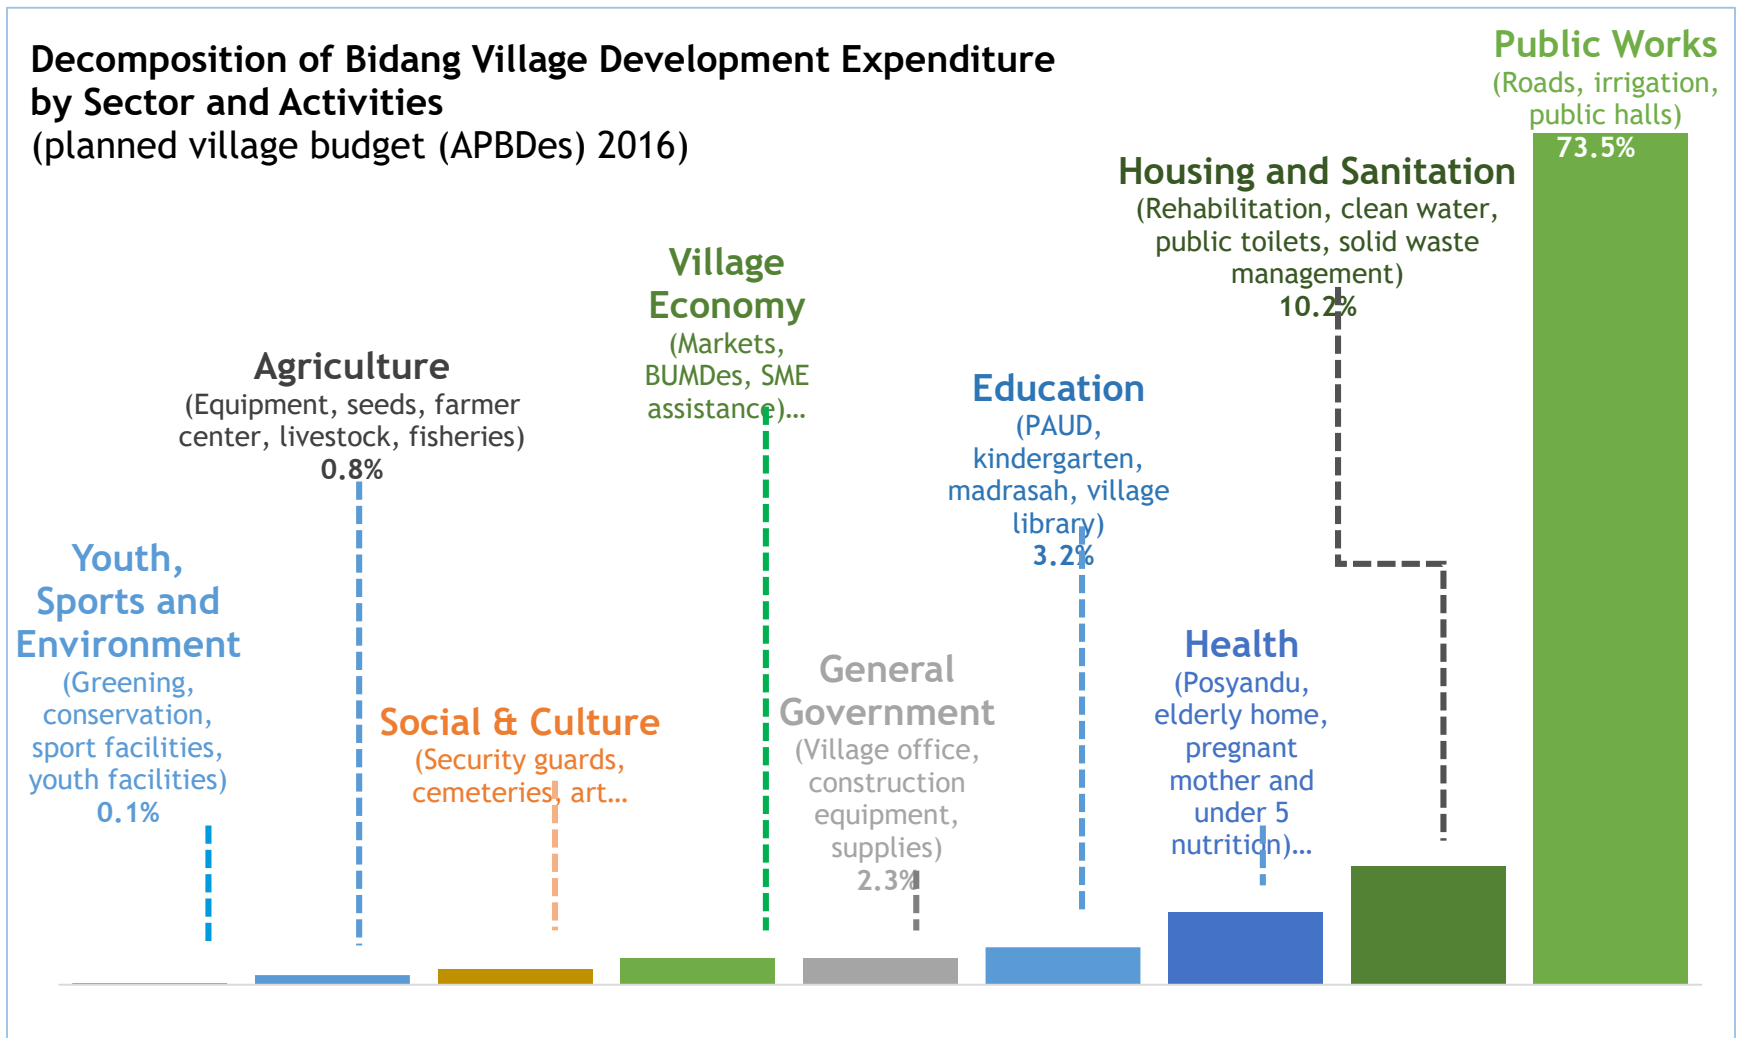 Decomposition of Bidang Village Development Expenditure
by Sector and Activities
(planned village budget (APBDes) 2016)
Youth,
Sports and
Environment
(Greening,
conservation,
sport facilities,
youth facilities)
0.1%
Agriculture
(Equipment, seeds, farmer
center, livestock, fisheries)
0.8%
Social & Culture
(Security guards,
cemeteries, art…
Village
Economy
(Markets,
BUMDes, SME
assistance)…
General
Government
(Village office,
construction
equipment,
supplies)
2.3%
Education
(PAUD,
kindergarten,
madrasah, village
library)
3.2%
Health
(Posyandu,
elderly home,
pregnant
mother and
under 5
nutrition)…
Housing and Sanitation
(Rehabilitation, clean water,
public toilets, solid waste
management)
10.2%
Public Works
(Roads, irrigation,
public halls)
73.5%